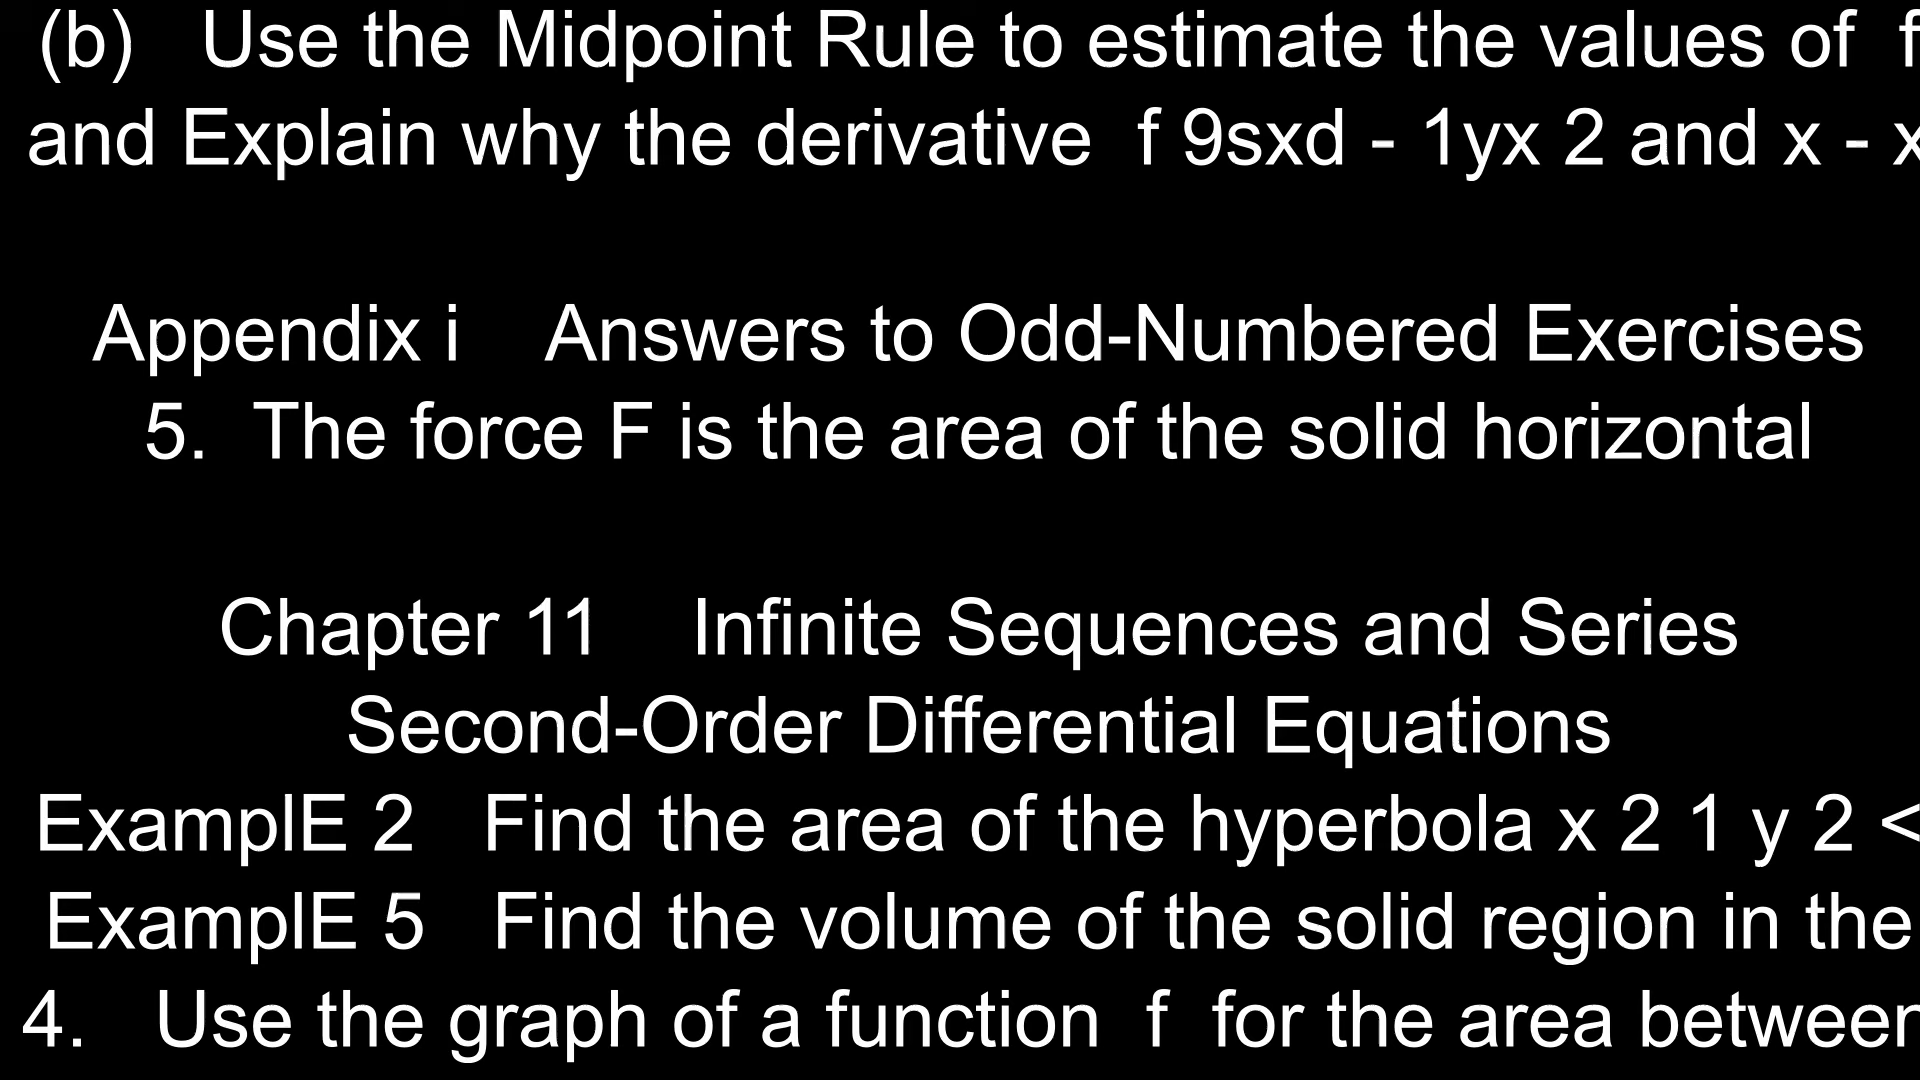 (b) Use the Midpoint Rule to estimate the values of f
and Explain why the derivative f 9sxd - 1yx 2 and x - x
Appendix i Answers to Odd-Numbered Exercises
5. The force F is the area of the solid horizontal
Chapter 11 Infinite Sequences and Series
Second-Order Differential Equations
ExamplE 2 Find the area of the hyperbola x 2 1 y 2 <
ExamplE 5 Find the volume of the solid region in the
4. Use the graph of a function f for the area between